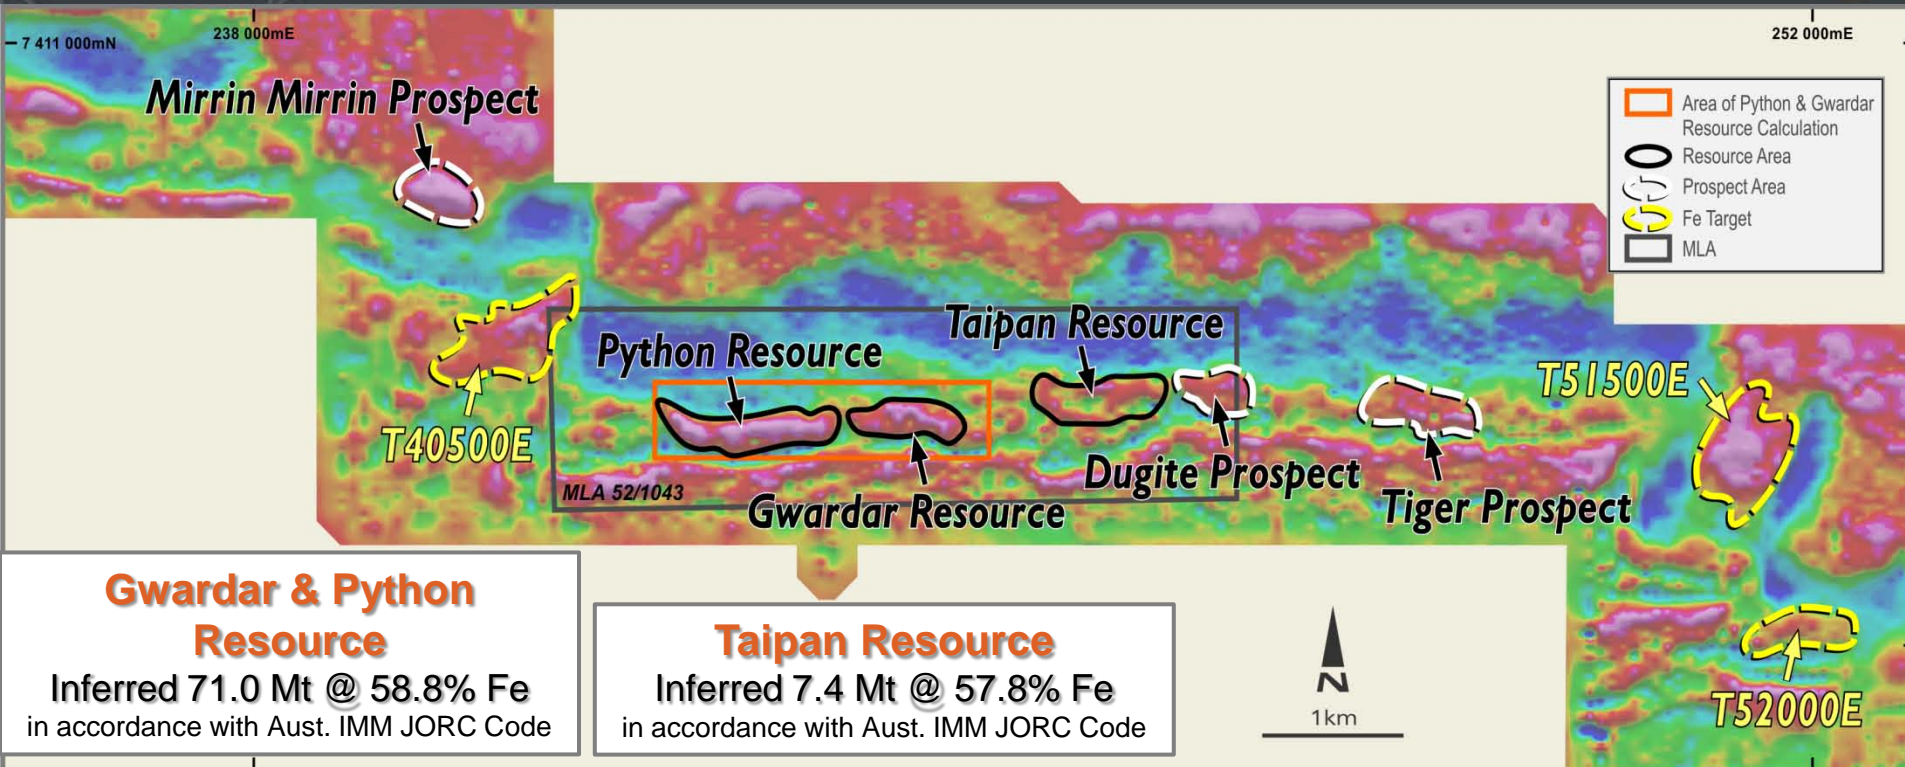 7 411 000mN
238 000mE
252 000mE
Mirrin Mirrin Prospect
Area of Python & Gwardar
Resource Calculation
Resource Area
Prospect Area
Fe Target
MLA
Taipan Resource
Python Resource
T51500E
T40500E
Dugite Prospect
MLA 52/1043
Gwardar Resource
Tiger Prospect
Gwardar & Python
Resource
Inferred 71.0 Mt @ 58.8% Fe
in accordance with Aust. IMM JORC Code
Taipan Resource
Inferred 7.4 Mt @ 57.8% Fe
in accordance with Aust. IMM JORC Code
N
1km
T52000E